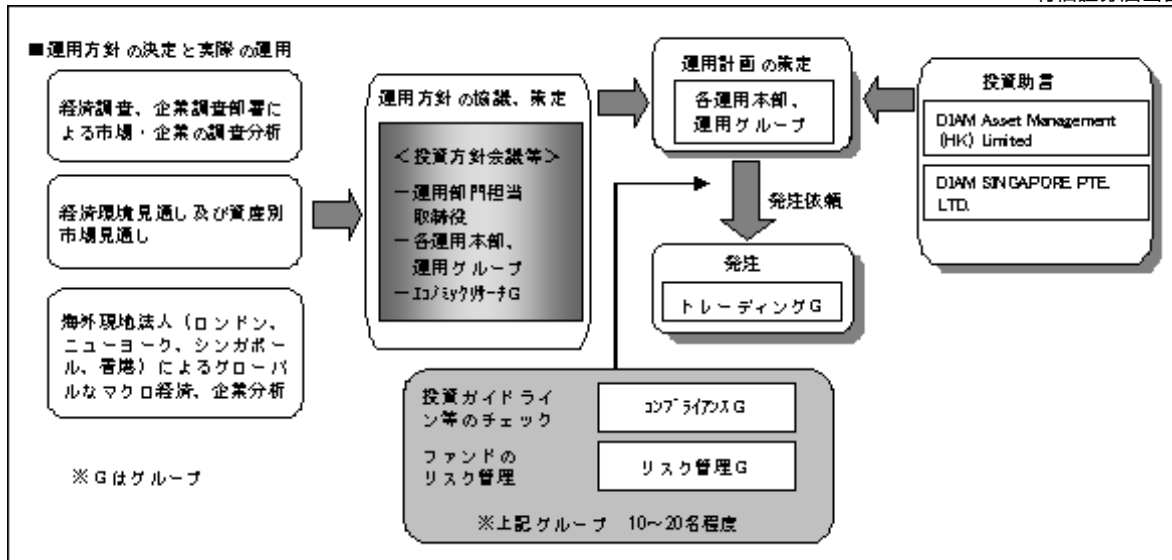 ■運用方針の決定と実際の運用
経済調査、企業調査部署に
よる市場・企業の調査分析
経済環境見通し及び資産別
市場見通し
海外現地法人（ロンドン、
ニューヨーク、シンガポー
ル、香港）によるグローバ
ルなマクロ経済、企業分析
※Gはグループ
運用方針の協議、策定
＜投資方針会議等＞
－運用部門担当
取締役
－各運用本部、
運用グループ
－ｴｺﾉﾐｯｸﾘｻｰﾁG
運用計画の策定
各運用本部、
運用グループ
発注依頼
発注
トレーディングG
投資助言
DIAM Asset Management
(HK) Limited
DIAM SINGAPORE PTE.
LTD.
投資ガイドライ
ン等のチェック
ｺﾝﾌﾟﾗｲｱﾝｽG
ファンドの
リスク管理
リスク管理G
※上記グループ 10～20名程度